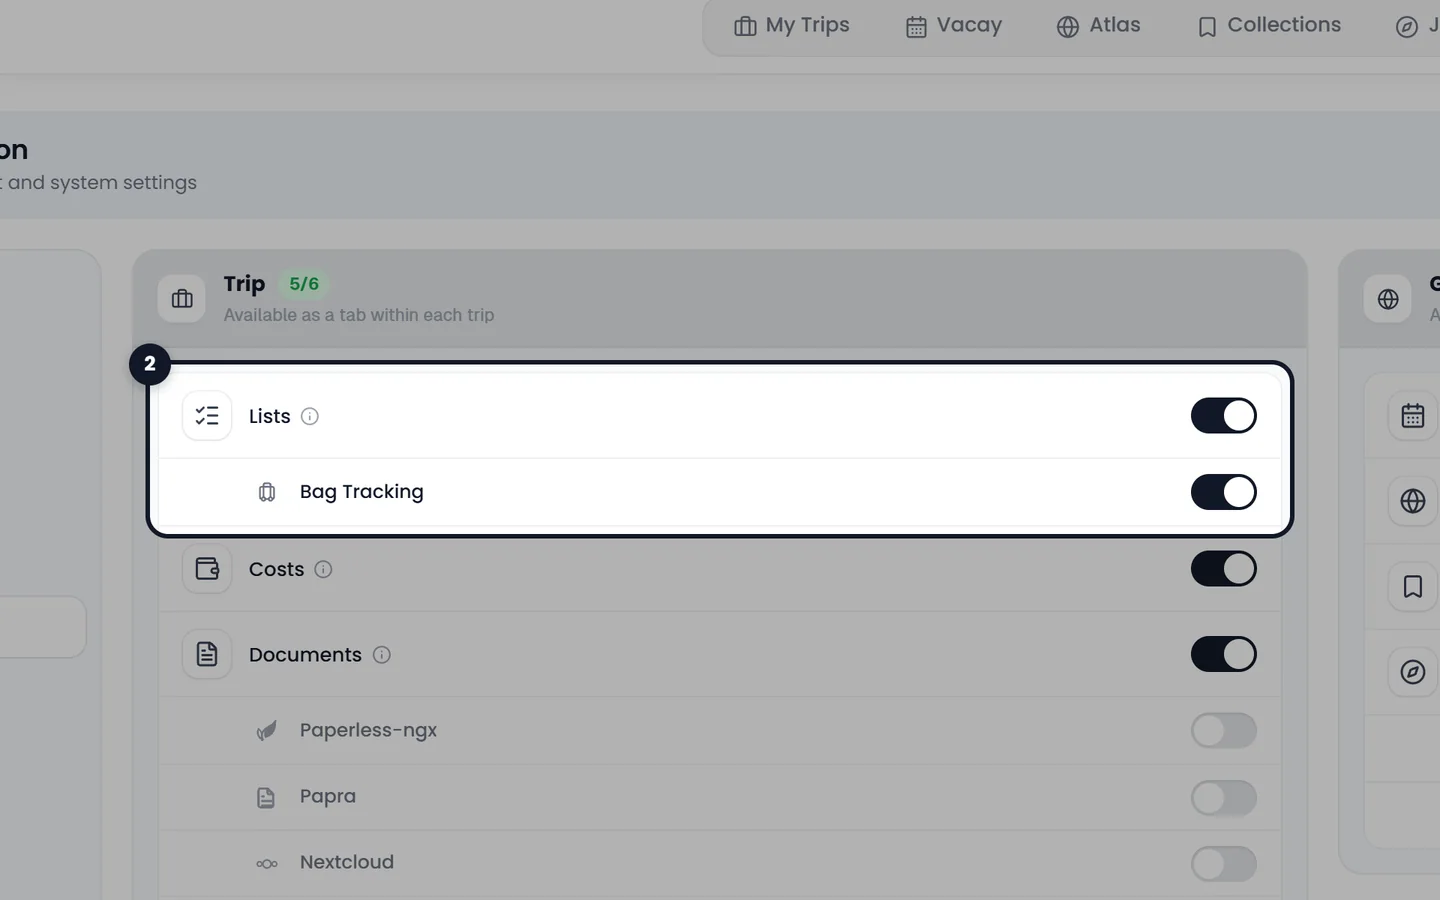 My Trips
Vacay
Atlas
Collections
J
on
t and system settings
Trip 5/6
Available as a tab within each trip
G
A
2
Lists
Bag Tracking
Costs
Documents
Paperless-ngx
Papra
Nextcloud